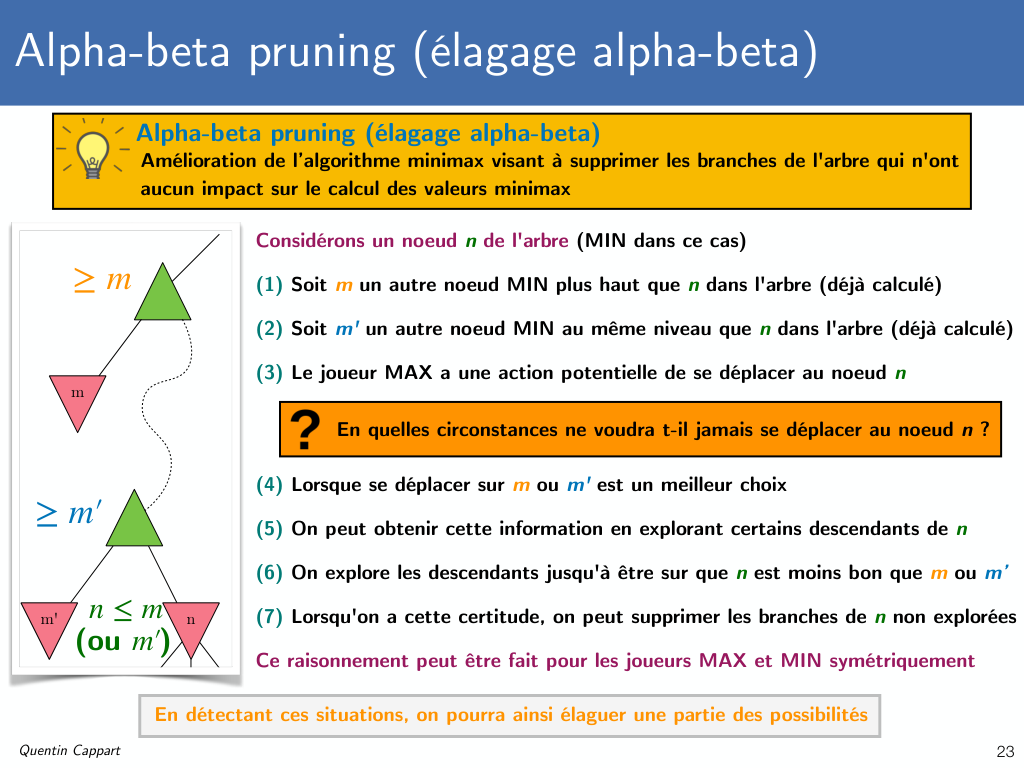 Alpha-beta pruning (élagage alpha-beta)
Alpha-beta pruning (élagage alpha-beta)
Amélioration de l'algorithme minimax visant à supprimer les branches de l'arbre qui n'ont
aucun impact sur le calcul des valeurs minimax
≥ m
m
≥ m′
m'
n ≤ m
(ou m′)
n
Considérons un noeud n de l'arbre (MIN dans ce cas)
(1) Soit m un autre noeud MIN plus haut que n dans l'arbre (déjà calculé)
(2) Soit m' un autre noeud MIN au même niveau que n dans l'arbre (déjà calculé)
(3) Le joueur MAX a une action potentielle de se déplacer au noeud n
? En quelles circonstances ne voudra t-il jamais se déplacer au noeud n ?
(4) Lorsque se déplacer sur m ou m' est un meilleur choix
(5) On peut obtenir cette information en explorant certains descendants de n
(6) On explore les descendants jusqu'à être sur que n est moins bon que m ou m'
(7) Lorsqu'on a cette certitude, on peut supprimer les branches de n non explorées
Ce raisonnement peut être fait pour les joueurs MAX et MIN symétriquement
En détectant ces situations, on pourra ainsi élaguer une partie des possibilités
Quentin Cappart
23